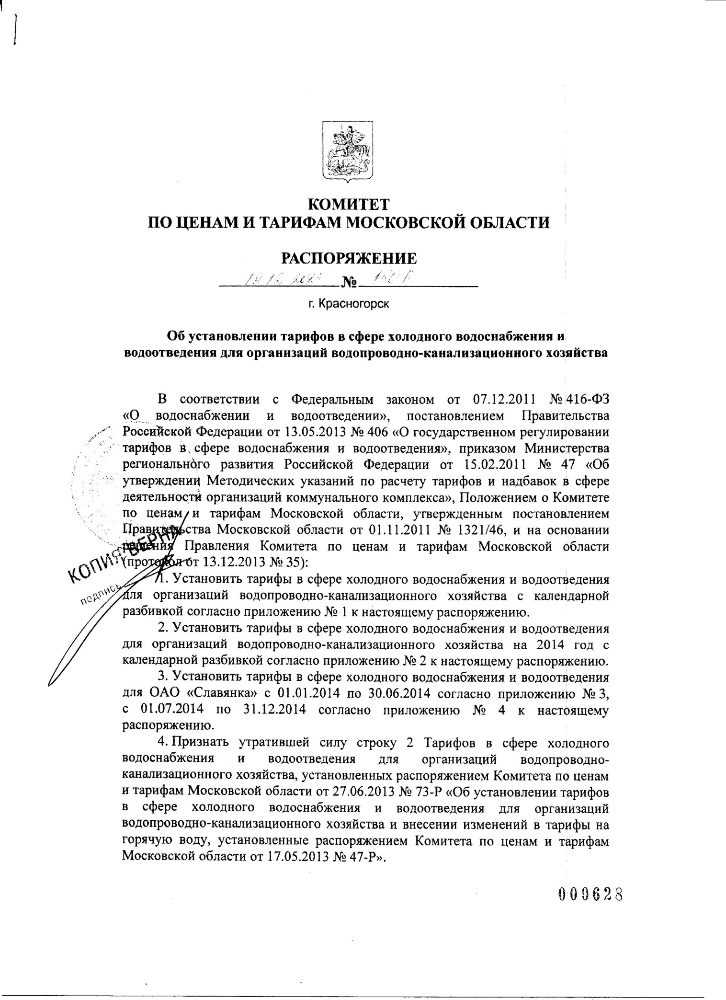 КОМИТЕТ
ПО ЦЕНАМ И ТАРИФАМ МОСКОВСКОЙ ОБЛАСТИ
РАСПОРЯЖЕНИЕ
№
г. Красногорск
Об установлении тарифов в сфере холодного водоснабжения и
водоотведения для организаций водопроводно-канализационного хозяйства
В соответствии с Федеральным законом от 07.12.2011 № 416-ФЗ
«О водоснабжении и водоотведении», постановлением Правительства
Российской Федерации от 13.05.2013 № 406 «О государственном регулировании
тарифов в сфере водоснабжения и водоотведения», приказом Министерства
регионального развития Российской Федерации от 15.02.2011 № 47 «Об
утверждении Методических указаний по расчету тарифов и надбавок в сфере
деятельности организаций коммунального комплекса», Положением о Комитете
по ценам и тарифам Московской области, утвержденным постановлением
Правительства Московской области от 01.11.2011 № 1321/46, и на основании
решения Правления Комитета по ценам и тарифам Московской области
(протокол от 13.12.2013 № 35):
КОПИЯ ВЕРНА
подпись
1. Установить тарифы в сфере холодного водоснабжения и водоотведения
для организаций водопроводно-канализационного хозяйства с календарной
разбивкой согласно приложению № 1 к настоящему распоряжению.
2. Установить тарифы в сфере холодного водоснабжения и водоотведения
для организаций водопроводно-канализационного хозяйства на 2014 год с
календарной разбивкой согласно приложению № 2 к настоящему распоряжению.
3. Установить тарифы в сфере холодного водоснабжения и водоотведения
для ОАО «Славянка» с 01.01.2014 по 30.06.2014 согласно приложению № 3,
с 01.07.2014 по 31.12.2014 согласно приложению № 4 к настоящему
распоряжению.
4. Признать утратившей силу строку 2 Тарифов в сфере холодного
водоснабжения и водоотведения для организаций водопроводно-
канализационного хозяйства, установленных распоряжением Комитета по ценам
и тарифам Московской области от 27.06.2013 № 73-Р «Об установлении тарифов
в сфере холодного водоснабжения и водоотведения для организаций
водопроводно-канализационного хозяйства и внесении изменений в тарифы на
горячую воду, установленные распоряжением Комитета по ценам и тарифам
Московской области от 17.05.2013 № 47-Р».
000628